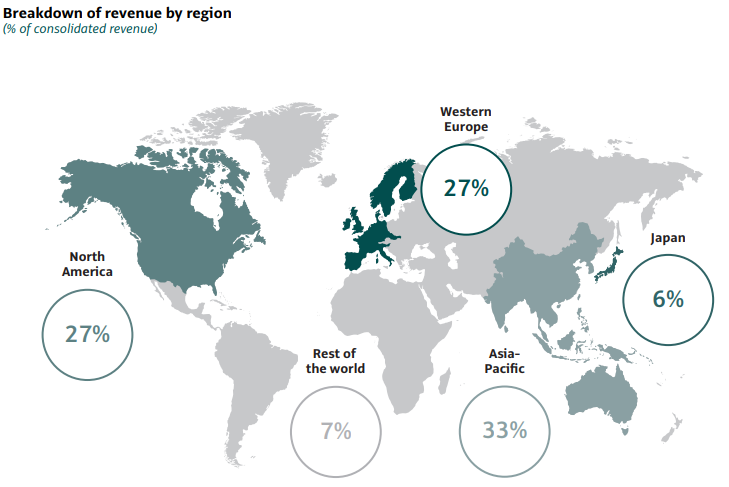 Breakdown of revenue by region
(% of consolidated revenue)
Western
Europe
27%
North
America
27%
Japan
6%
Rest of
the world
7%
Asia-
Pacific
33%